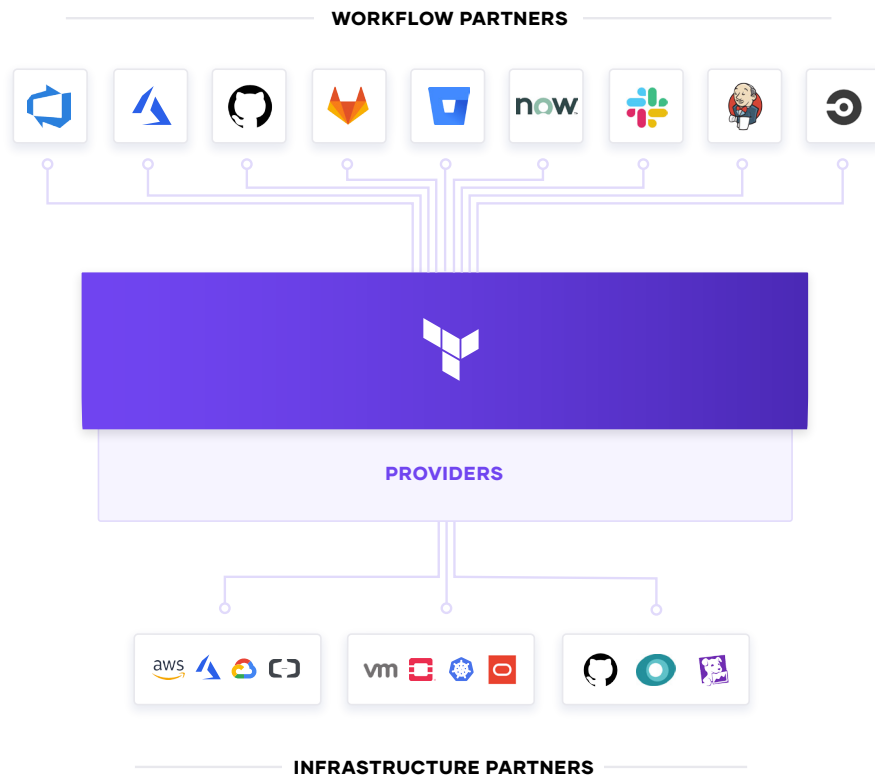 WORKFLOW PARTNERS
now
PROVIDERS
aws
vm
INFRASTRUCTURE PARTNERS